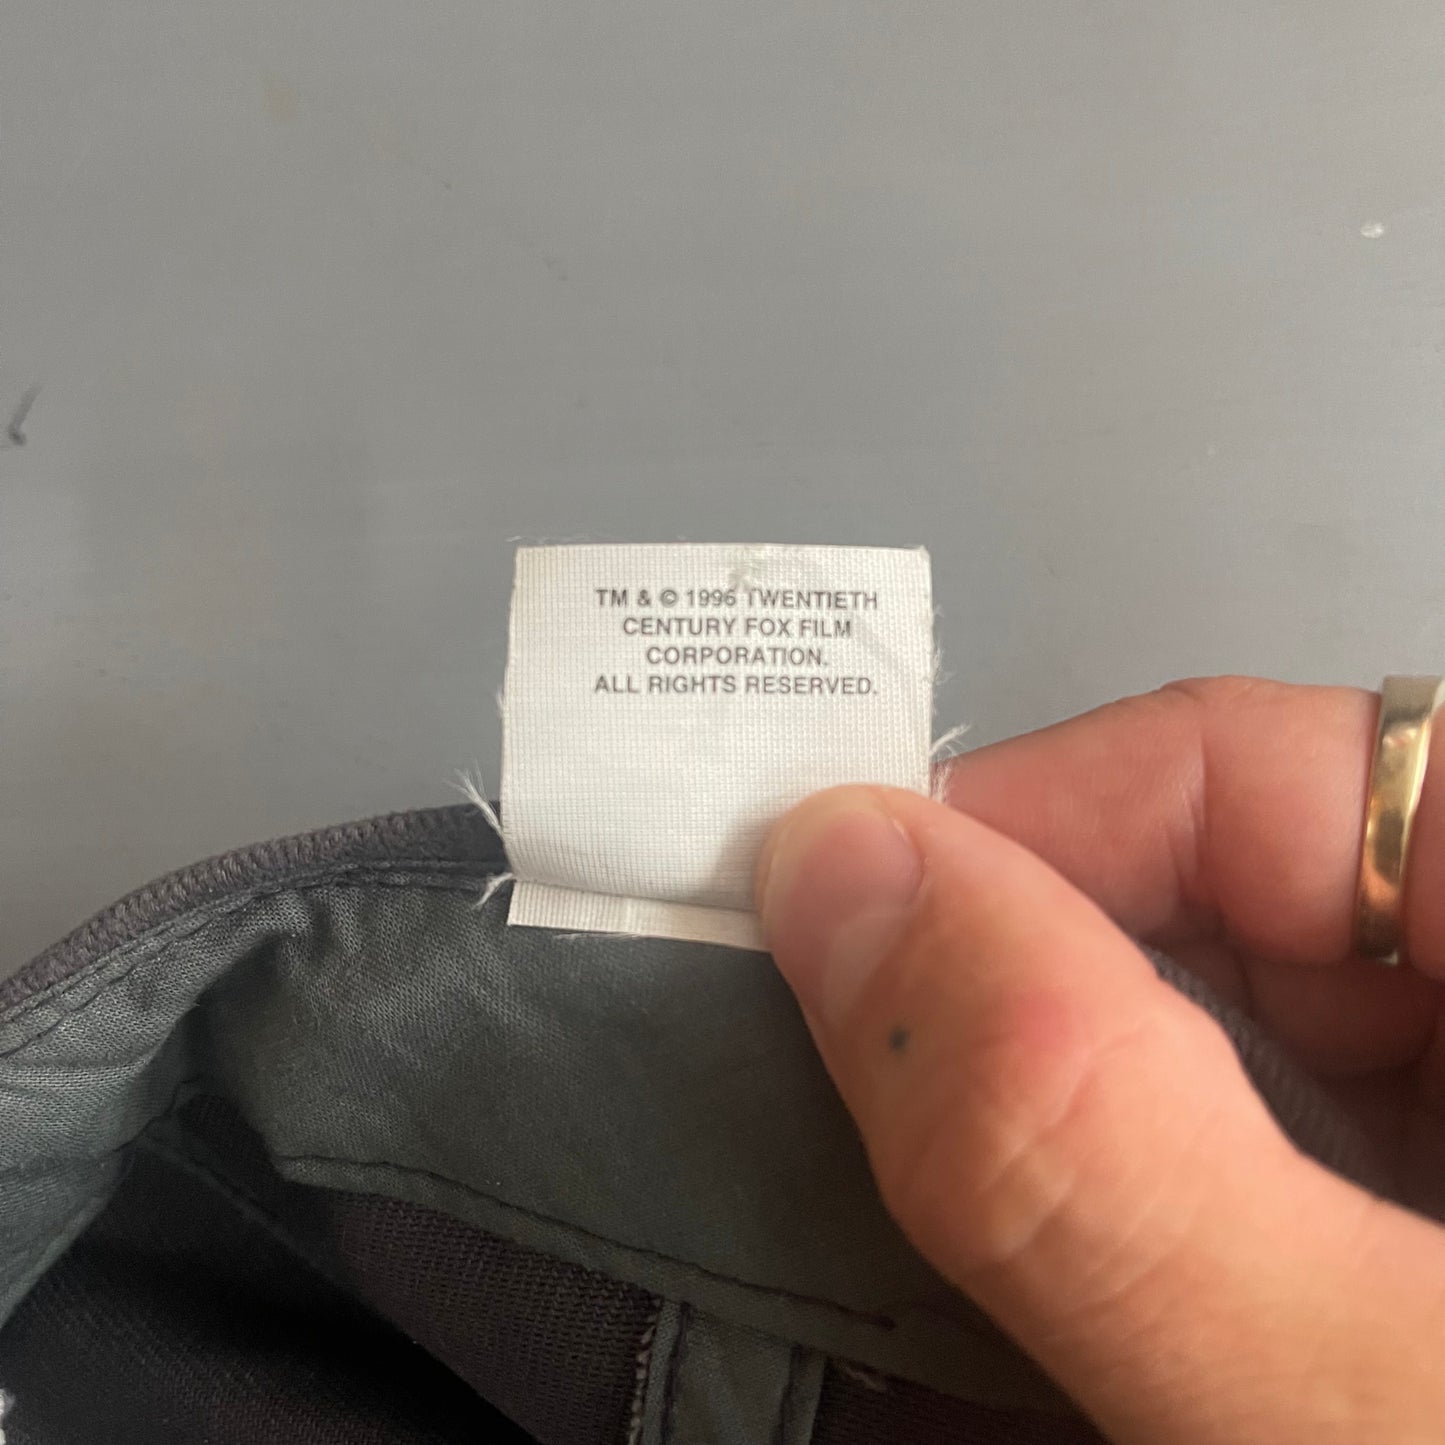 TM & © 1996 TWENTIETH
CENTURY FOX FILM
CORPORATION.
ALL RIGHTS RESERVED.